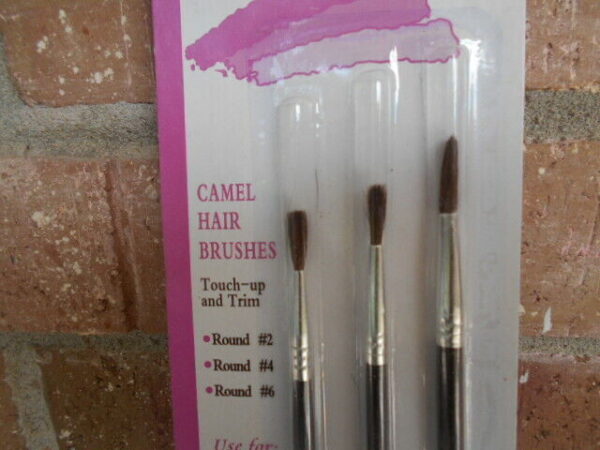 CAMEL
HAIR
BRUSHES
Touch-up
and Trim
•Round #2
•Round #4
•Round #6
Use for: